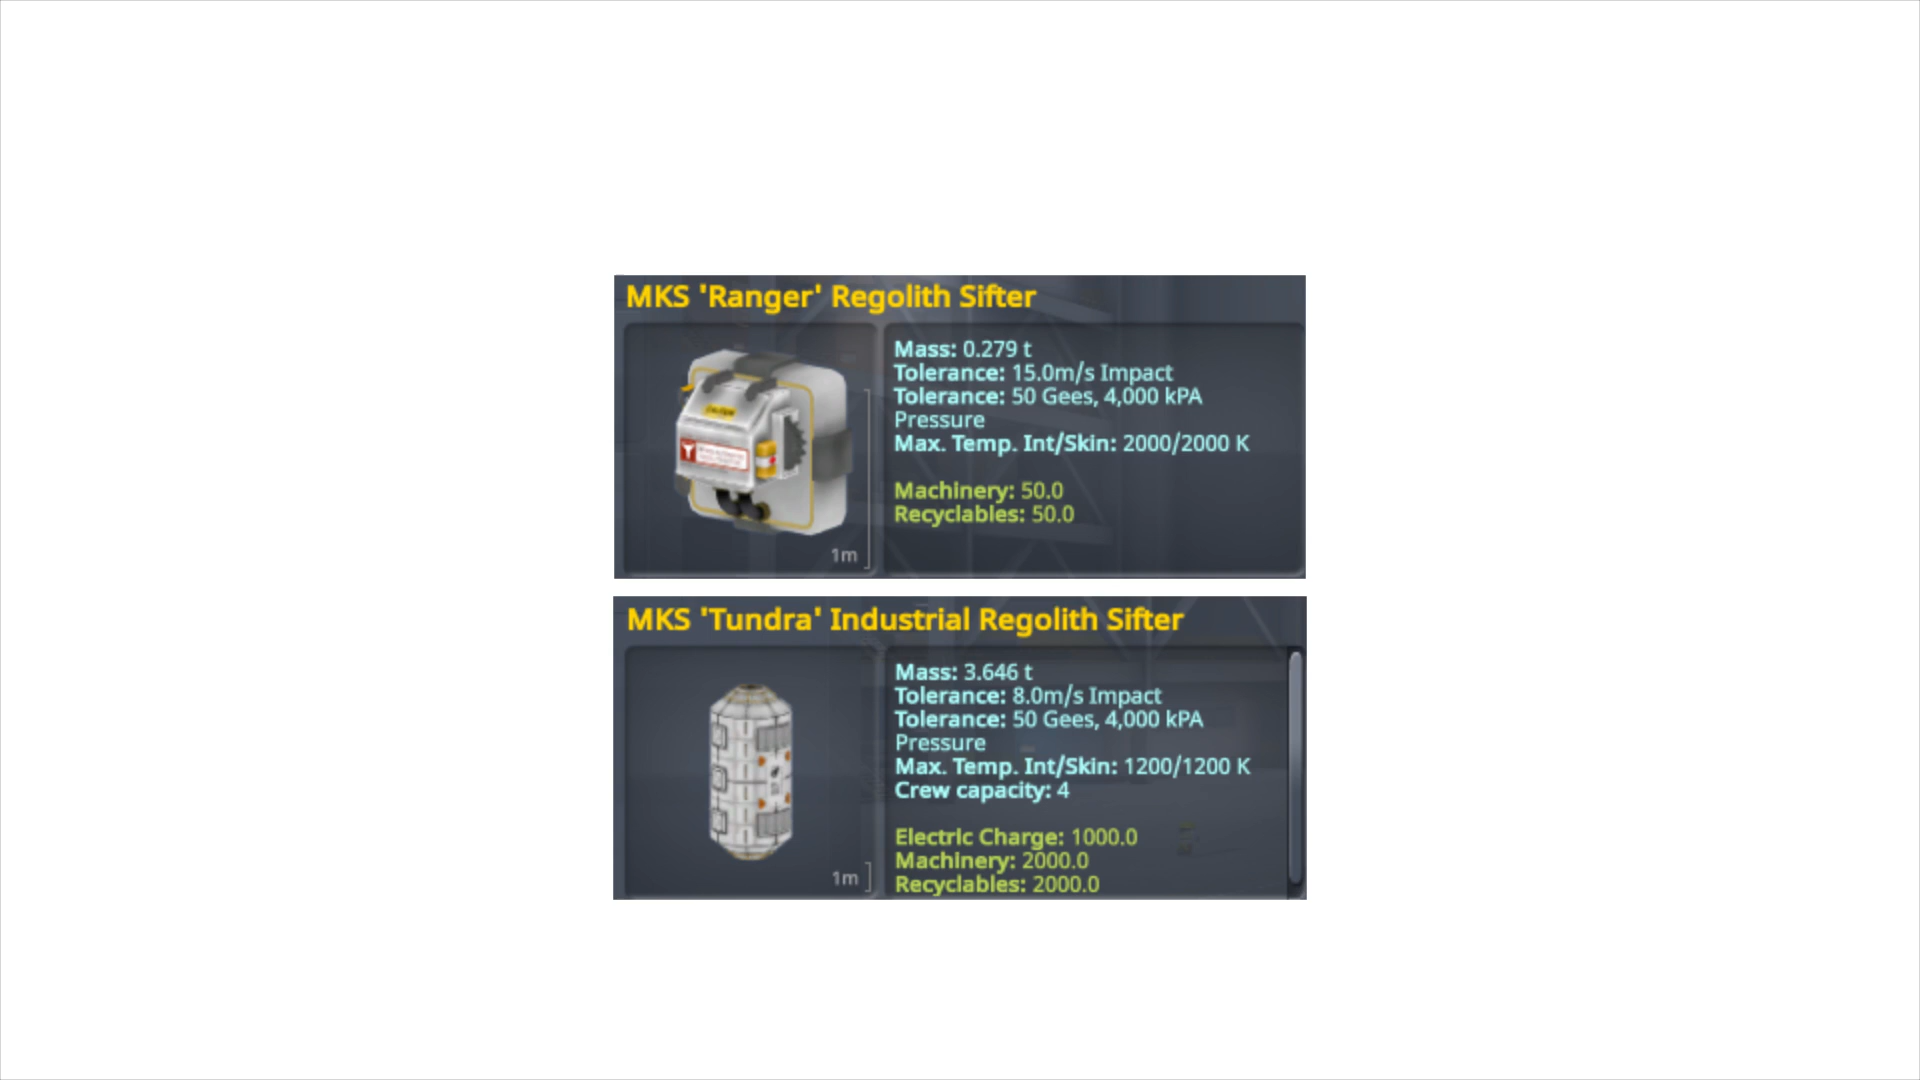 MKS 'Ranger' Regolith Sifter
Mass: 0.279 t
Tolerance: 15.0m/s Impact
Tolerance: 50 Gees, 4,000 kPA
Pressure
Max. Temp. Int/Skin: 2000/2000 K
Machinery: 50.0
Recyclables: 50.0
1m
MKS 'Tundra' Industrial Regolith Sifter
Mass: 3.646 t
Tolerance: 8.0m/s Impact
Tolerance: 50 Gees, 4,000 kPA
Pressure
Max. Temp. Int/Skin: 1200/1200 K
Crew capacity: 4
Electric Charge: 1000.0
Machinery: 2000.0
Recyclables: 2000.0
1m